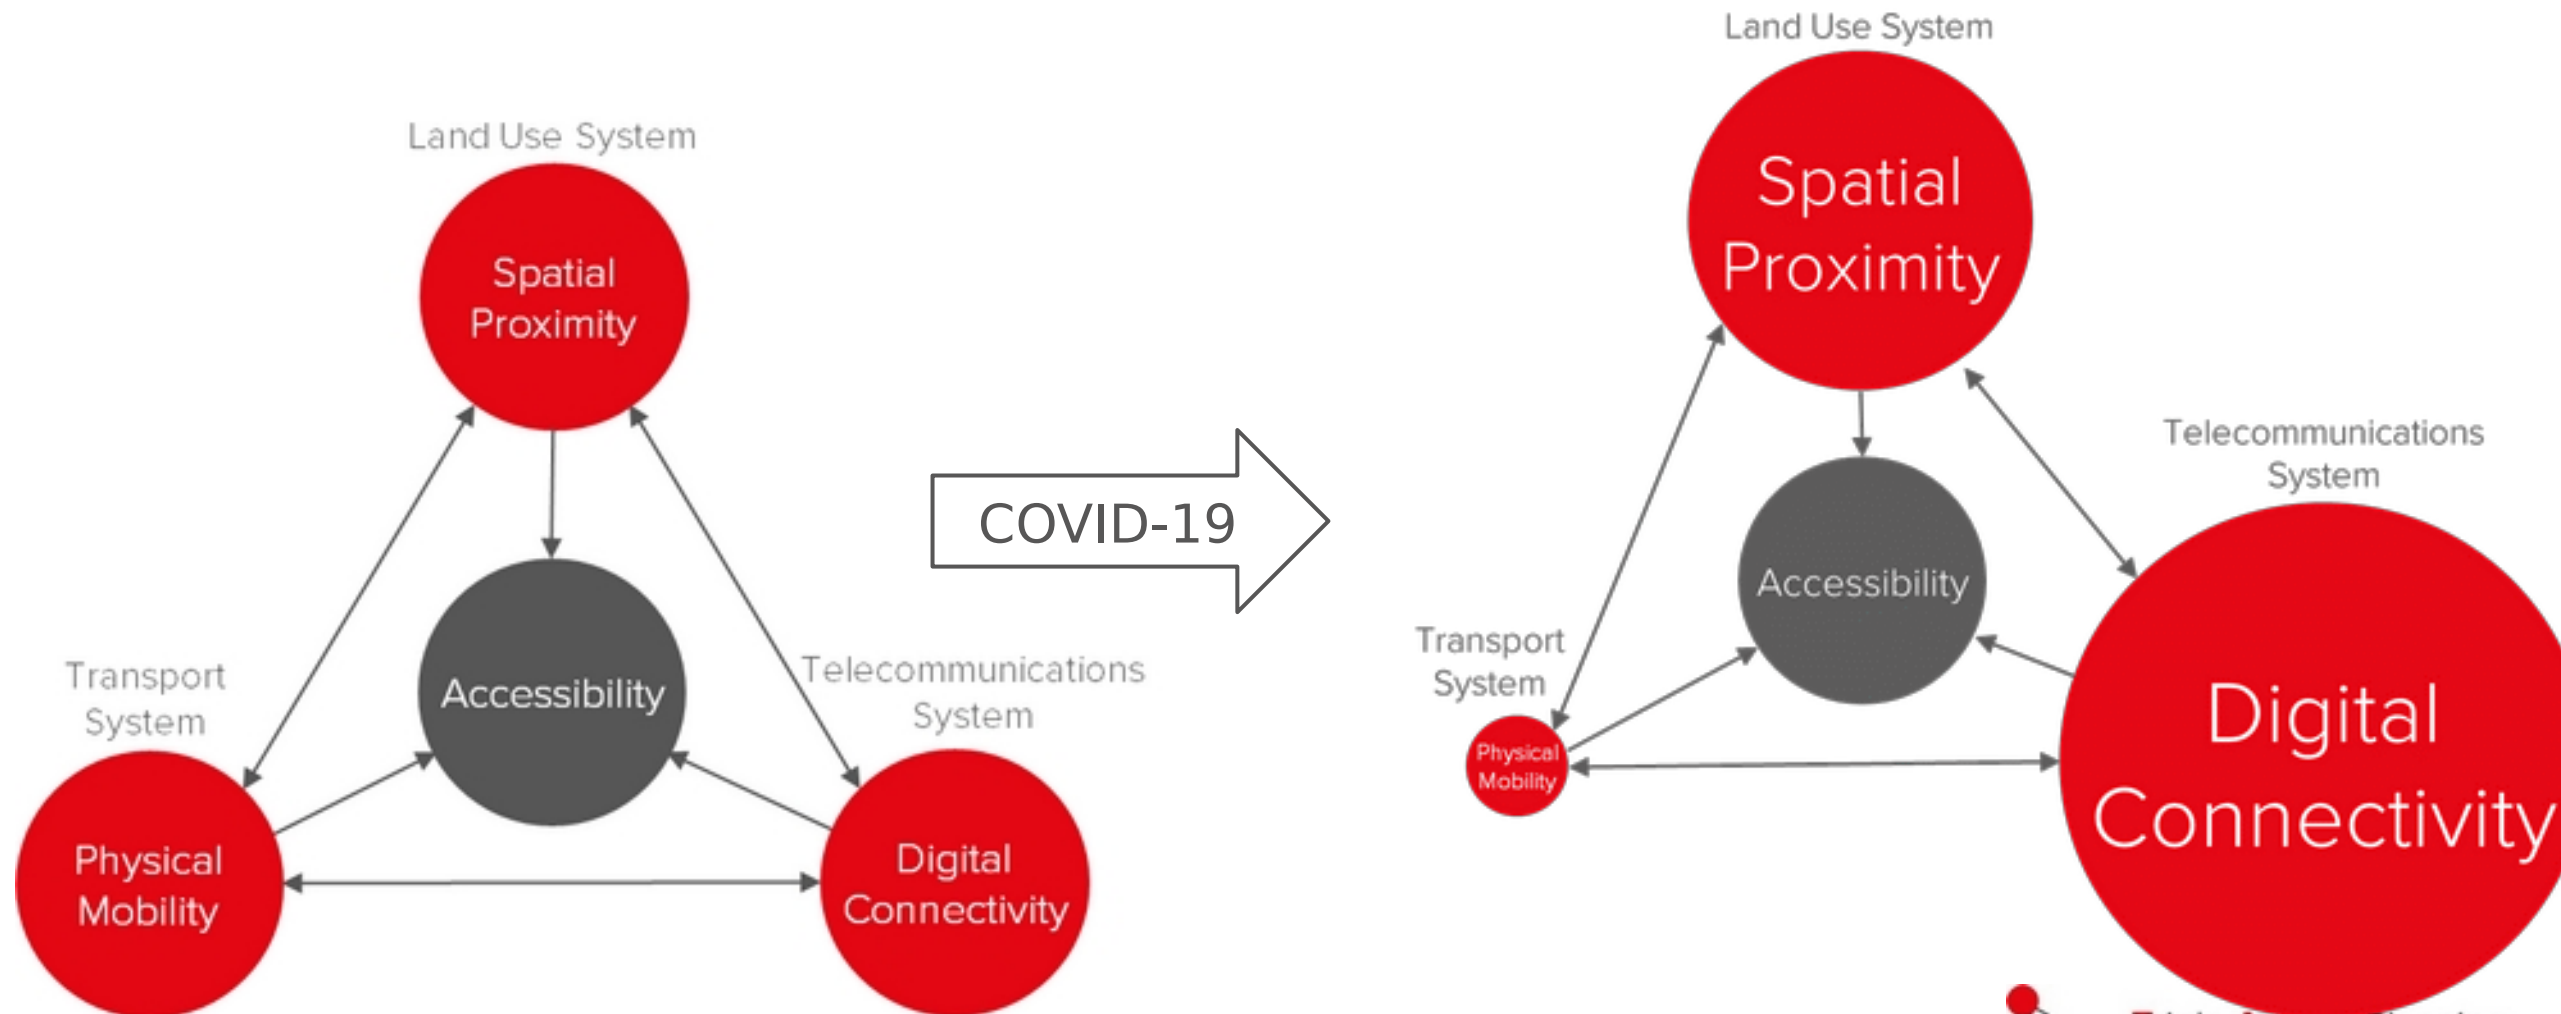 Land Use System
Spatial
Proximity
Transport
System
Physical
Mobility
Accessibility
Telecommunications
System
Digital
Connectivity
COVID-19
Land Use System
Spatial
Proximity
Transport
System
Physical
Mobility
Accessibility
Telecommunications
System
Digital
Connectivity